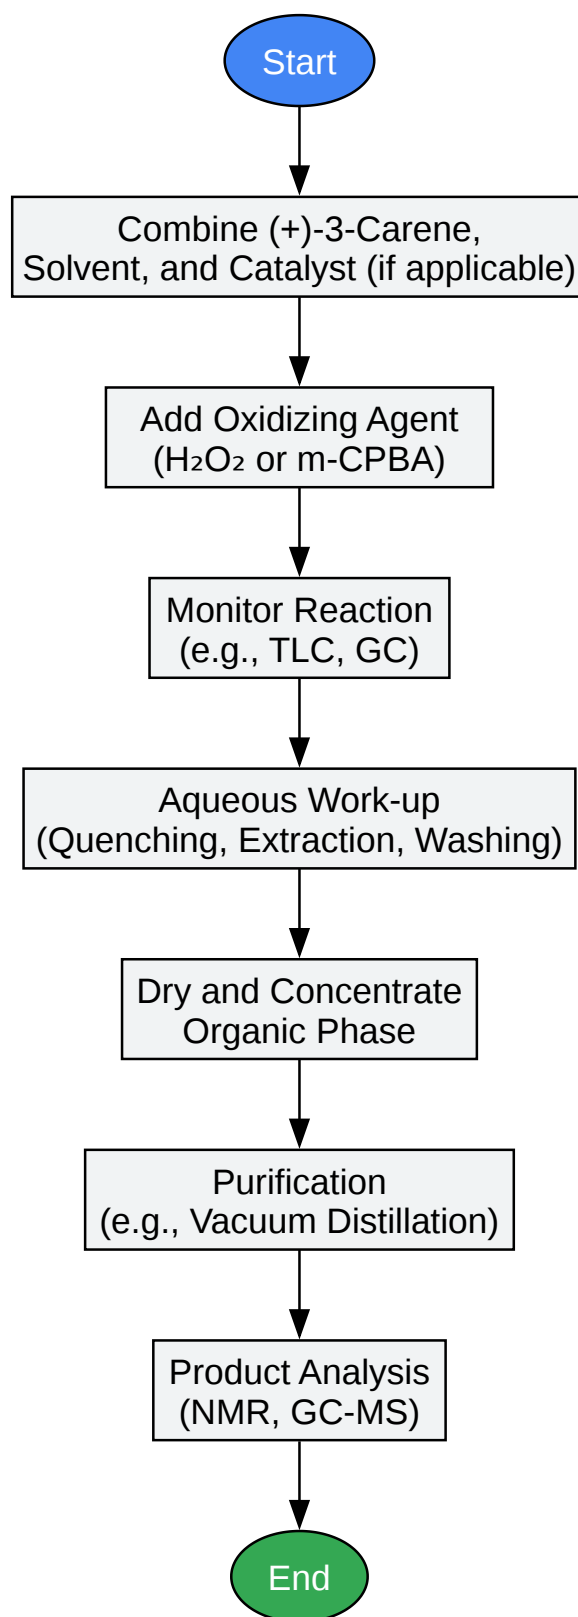 Start
Combine (+)-3-Carene,
Solvent, and Catalyst (if applicable)
Add Oxidizing Agent
(H₂O₂ or m-CPBA)
Monitor Reaction
(e.g., TLC, GC)
Aqueous Work-up
(Quenching, Extraction, Washing)
Dry and Concentrate
Organic Phase
Purification
(e.g., Vacuum Distillation)
Product Analysis
(NMR, GC-MS)
End